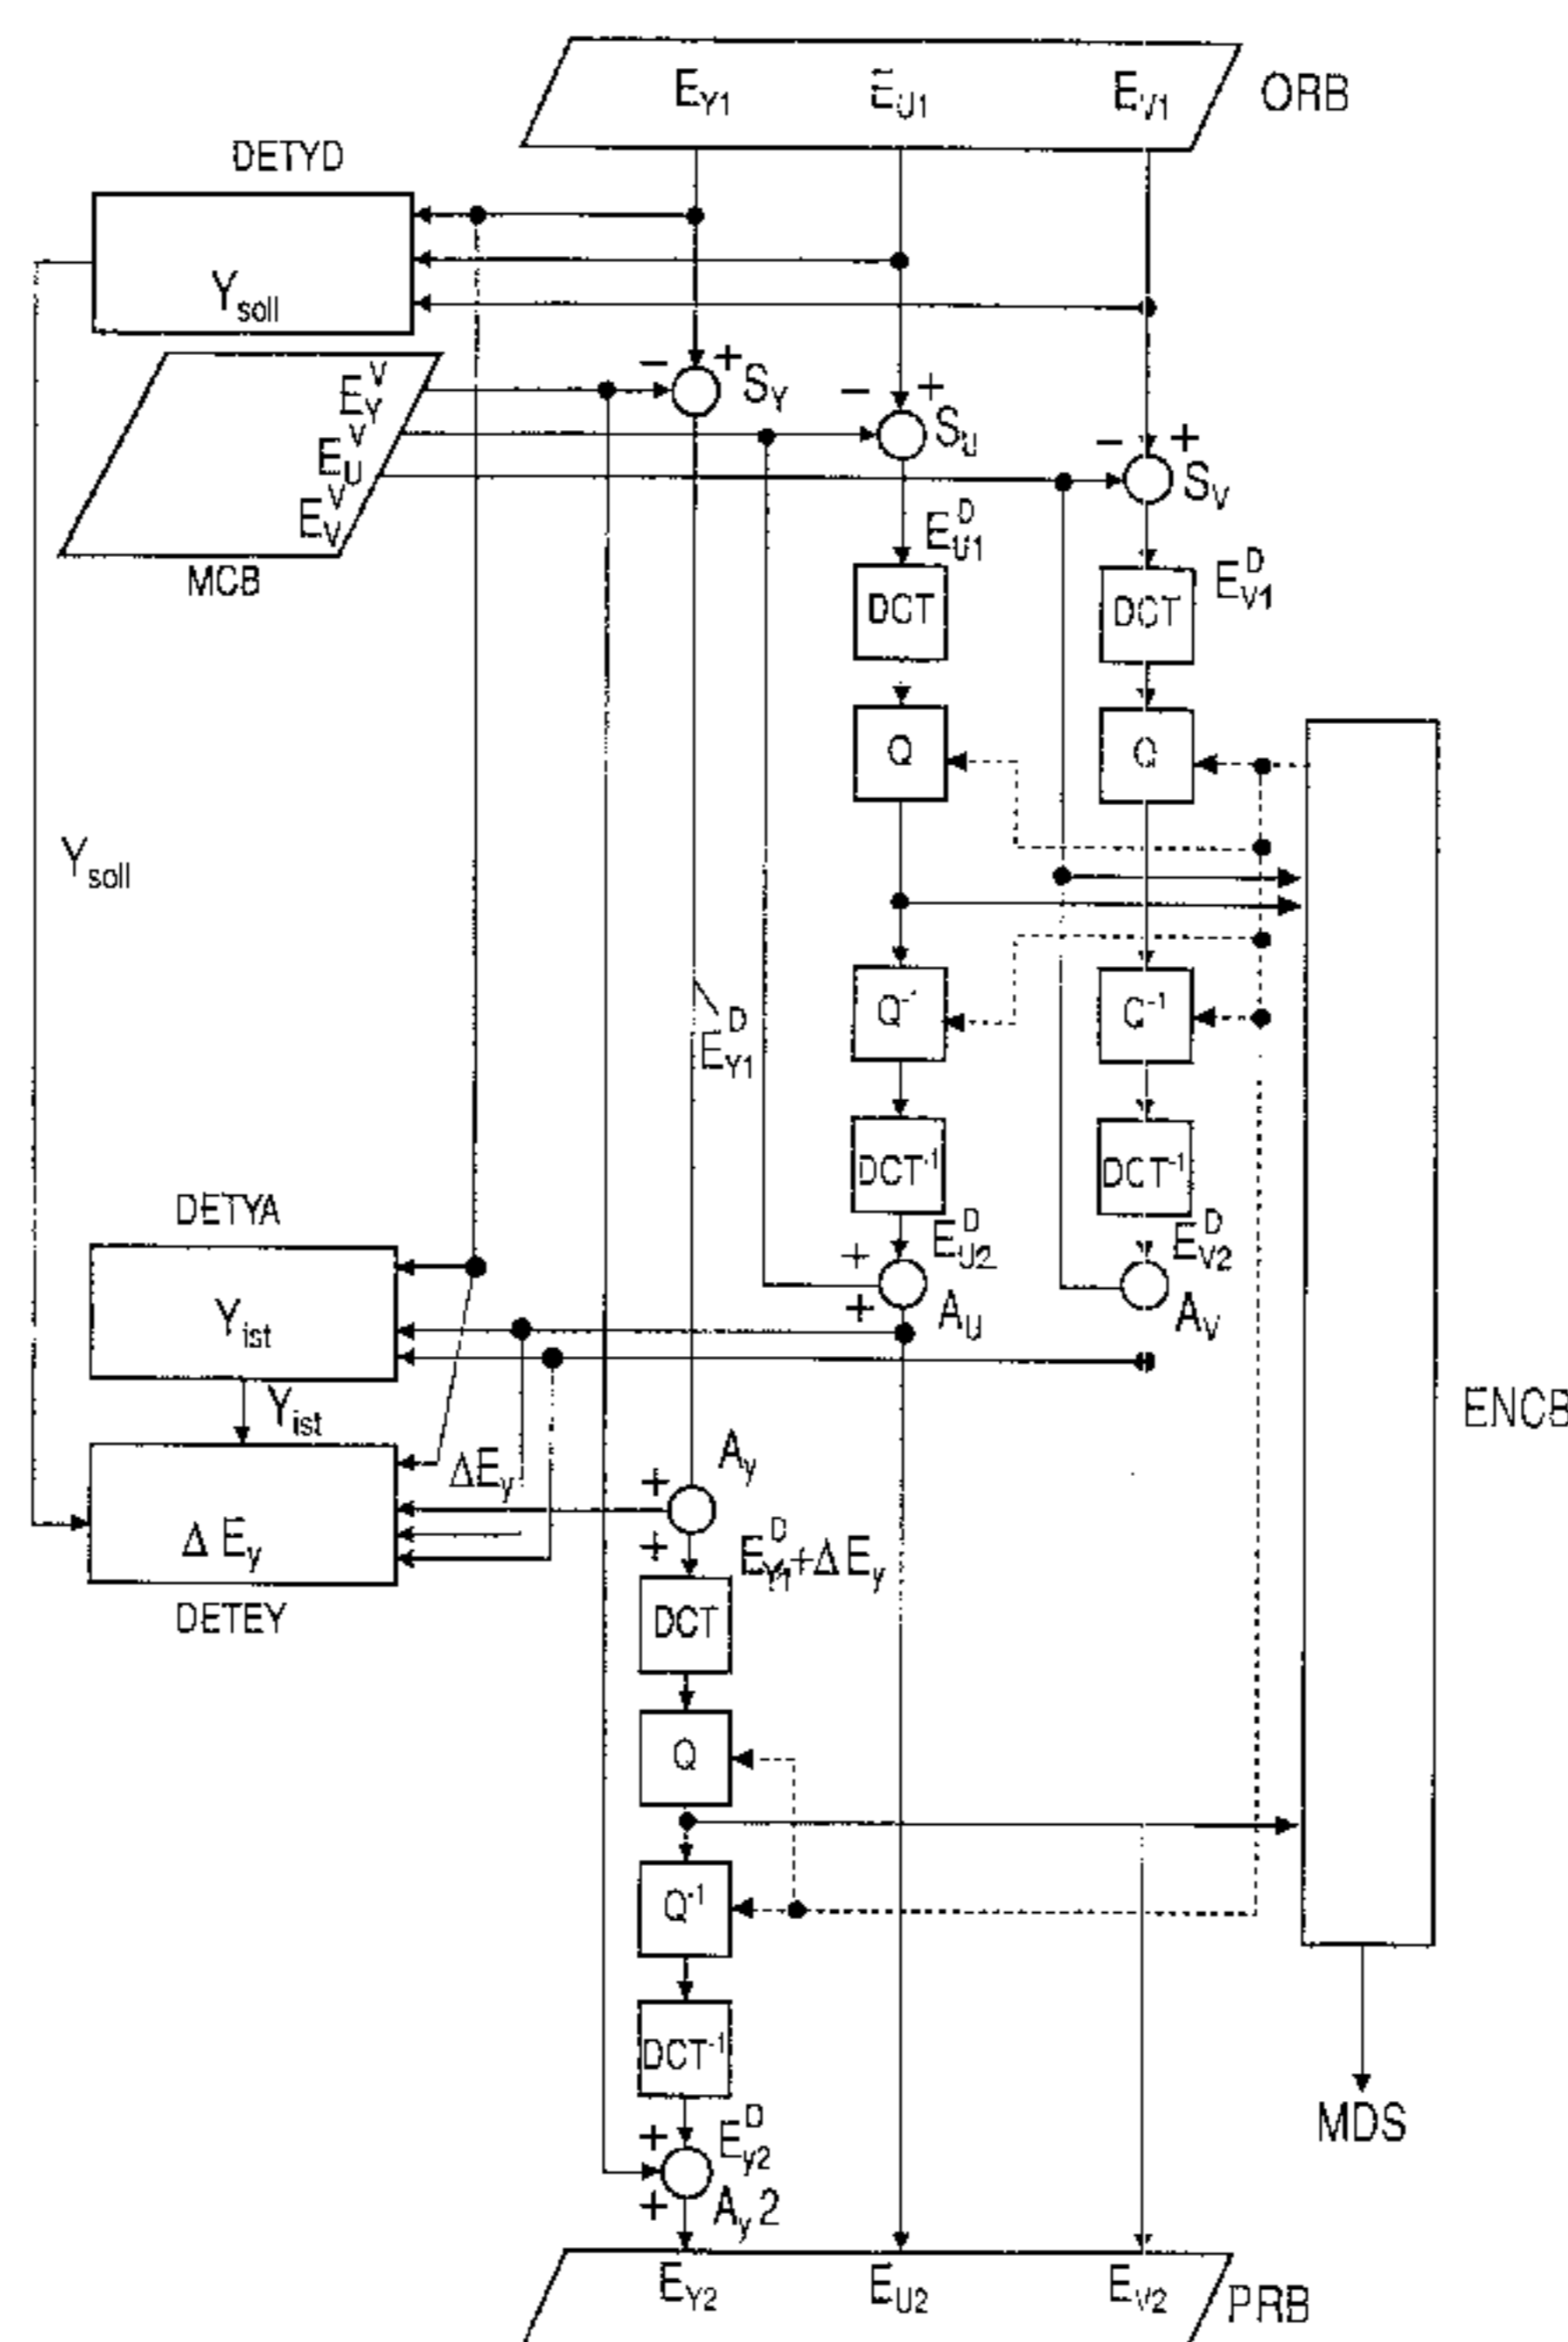 E_Y1 E_U1 E_V1 ORB
DETYD
Y_soll
- + S_Y
- + S_U
- + S_V
E_Y^V
E_U^V
E_V^V
MCB
E_U1^D
E_V1^D
DCT DCT
Q Q
Y_soll
Q^-1 Q^-1
E_Y1^D
DCT^-1 DCT^-1
DETYA
E_U2^D E_V2^D
+
+ A_U A_V
Y_ist
Y_ist
ENCB
ΔE_y
A_y
+
+
Δ E_y
E_Y1^D+Δ E_y
DETEY
DCT
Q
Q^-1
DCT^-1
MDS
+ E_y2^D
+ A_y 2
E_Y2 E_U2 E_V2 PRB